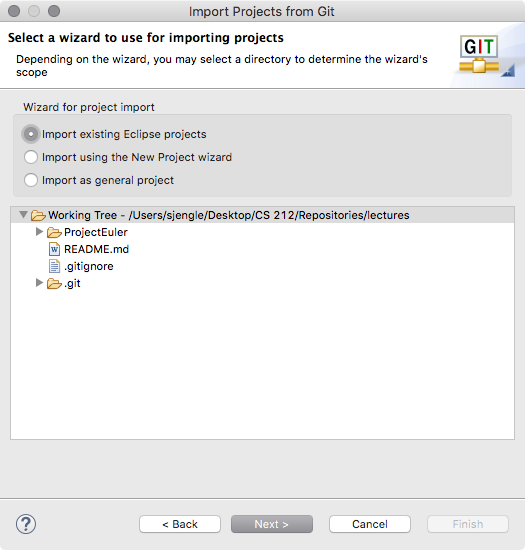 Import Projects from Git
Select a wizard to use for importing projects
Depending on the wizard, you may select a directory to determine the wizard's
scope
GIT
Wizard for project import
Import existing Eclipse projects
Import using the New Project wizard
Import as general project
Working Tree - /Users/sjengle/Desktop/CS 212/Repositories/lectures
ProjectEuler
W README.md
.gitignore
.git
? < Back Next > Cancel Finish